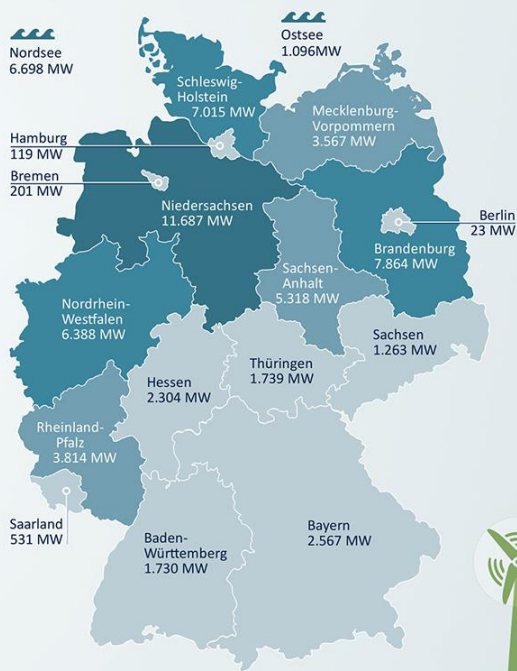 Nordsee
6.698 MW
Ostsee
1.096MW
Schleswig-
Holstein
7.015 MW
Mecklenburg-
Vorpommern
3.567 MW
Hamburg
119 MW
Bremen
201 MW
Niedersachsen
11.687 MW
Berlin
23 MW
Brandenburg
7.864 MW
Sachsen-
Anhalt
5.318 MW
Nordrhein-
Westfalen
6.388 MW
Sachsen
1.263 MW
Thüringen
1.739 MW
Hessen
2.304 MW
Rheinland-
Pfalz
3.814 MW
Saarland
531 MW
Baden-
Württemberg
1.730 MW
Bayern
2.567 MW